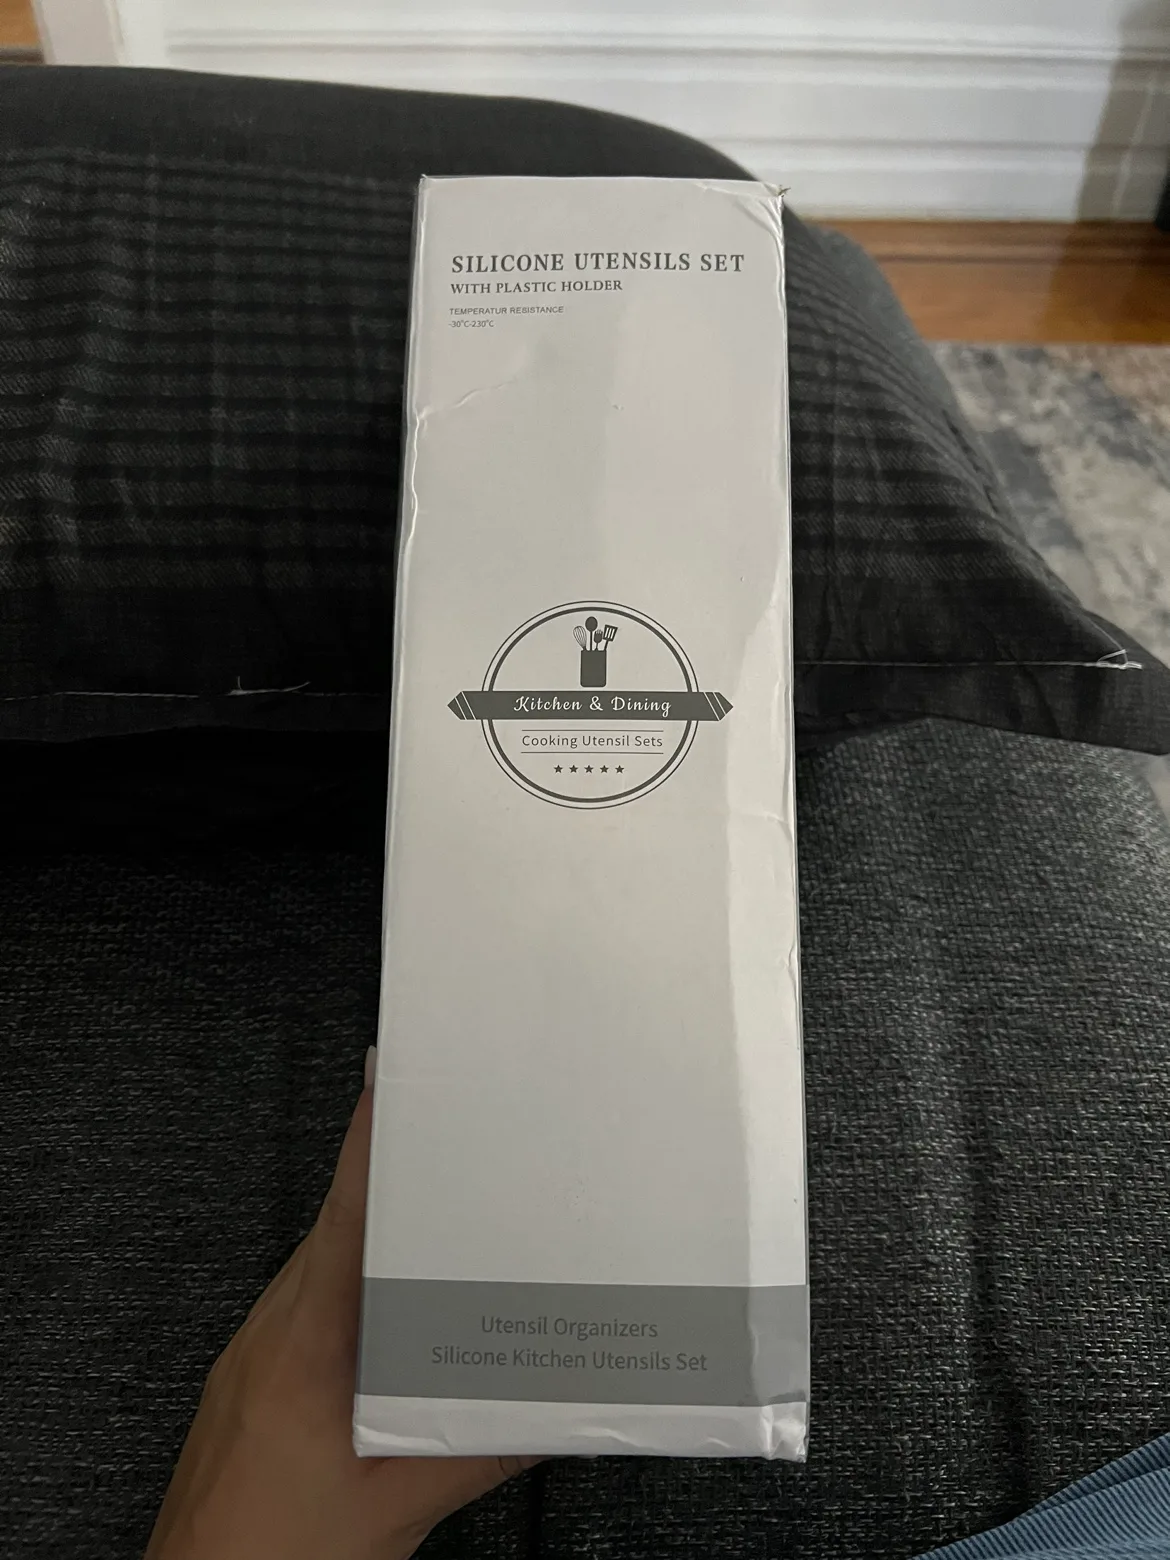 SILICONE UTENSILS SET
WITH PLASTIC HOLDER
TEMPERATUR RESISTANCE
-30°C-230°C
Kitchen & Dining
Cooking Utensil Sets
Utensil Organizers
Silicone Kitchen Utensils Set